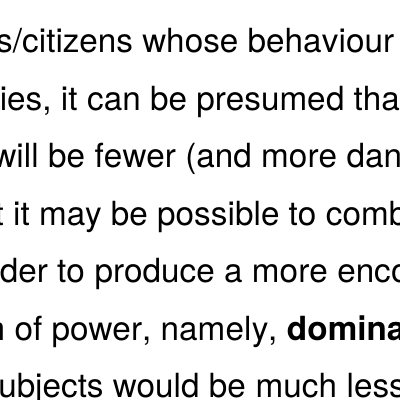 s/citizens whose behaviour
ies, it can be presumed tha
will be fewer (and more dan
t it may be possible to comb
der to produce a more enco
of power, namely, domina
ubjects would be much less